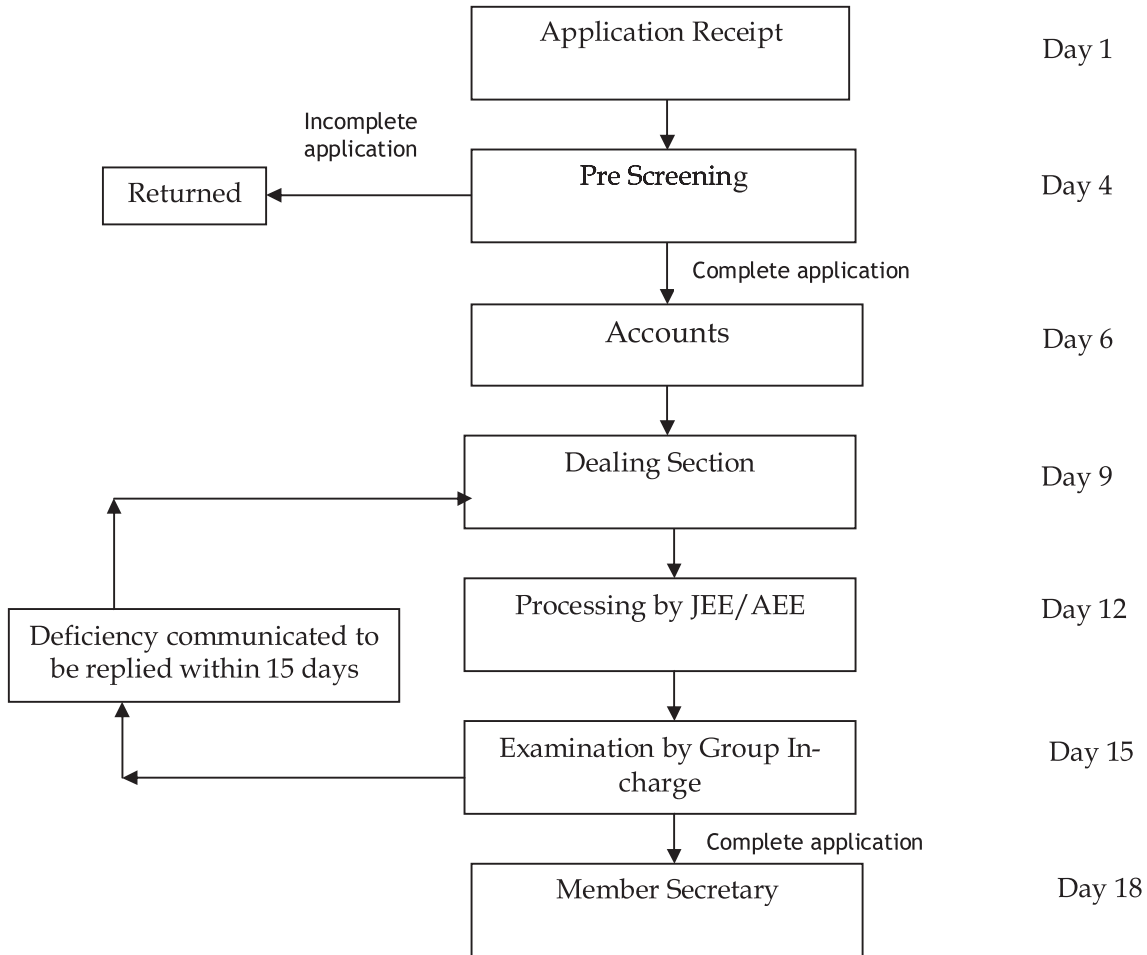 Application Receipt
Day 1
Incomplete
application
Pre Screening
Day 4
Returned
Complete application
Accounts
Day 6
Dealing Section
Day 9
Processing by JEE/AEE
Day 12
Deficiency communicated to
be replied within 15 days
Examination by Group In-
charge
Day 15
Complete application
Member Secretary
Day 18